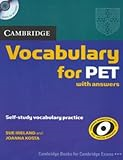 CAMBRIDGE
Vocabulary
for PET
with answers
Self-study vocabulary practice
SUE IRELAND
AND
JOANNA KOSTA
Cambridge Books for Cambridge Exams